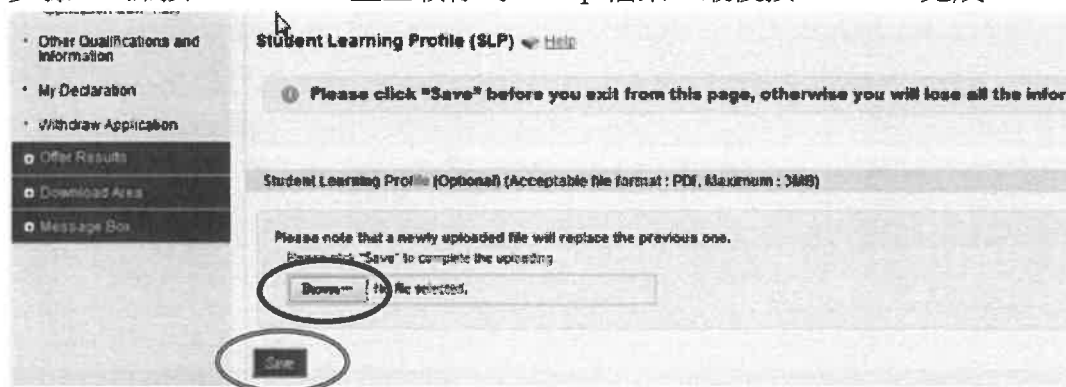 Other Qualifications and
Information
My Declaration
Withdraw Application
Offer Results
Download Area
Message Box
Student Learning Profile (SLP) Help
Please click "Save" before you exit from this page, otherwise you will lose all the infor
Student Learning Profile (Optional) (Acceptable file format : PDF, Maximum : 3MB)
Please note that a newly uploaded file will replace the previous one.
Please click "Save" to complete the uploading
Browse… No file selected.
Save